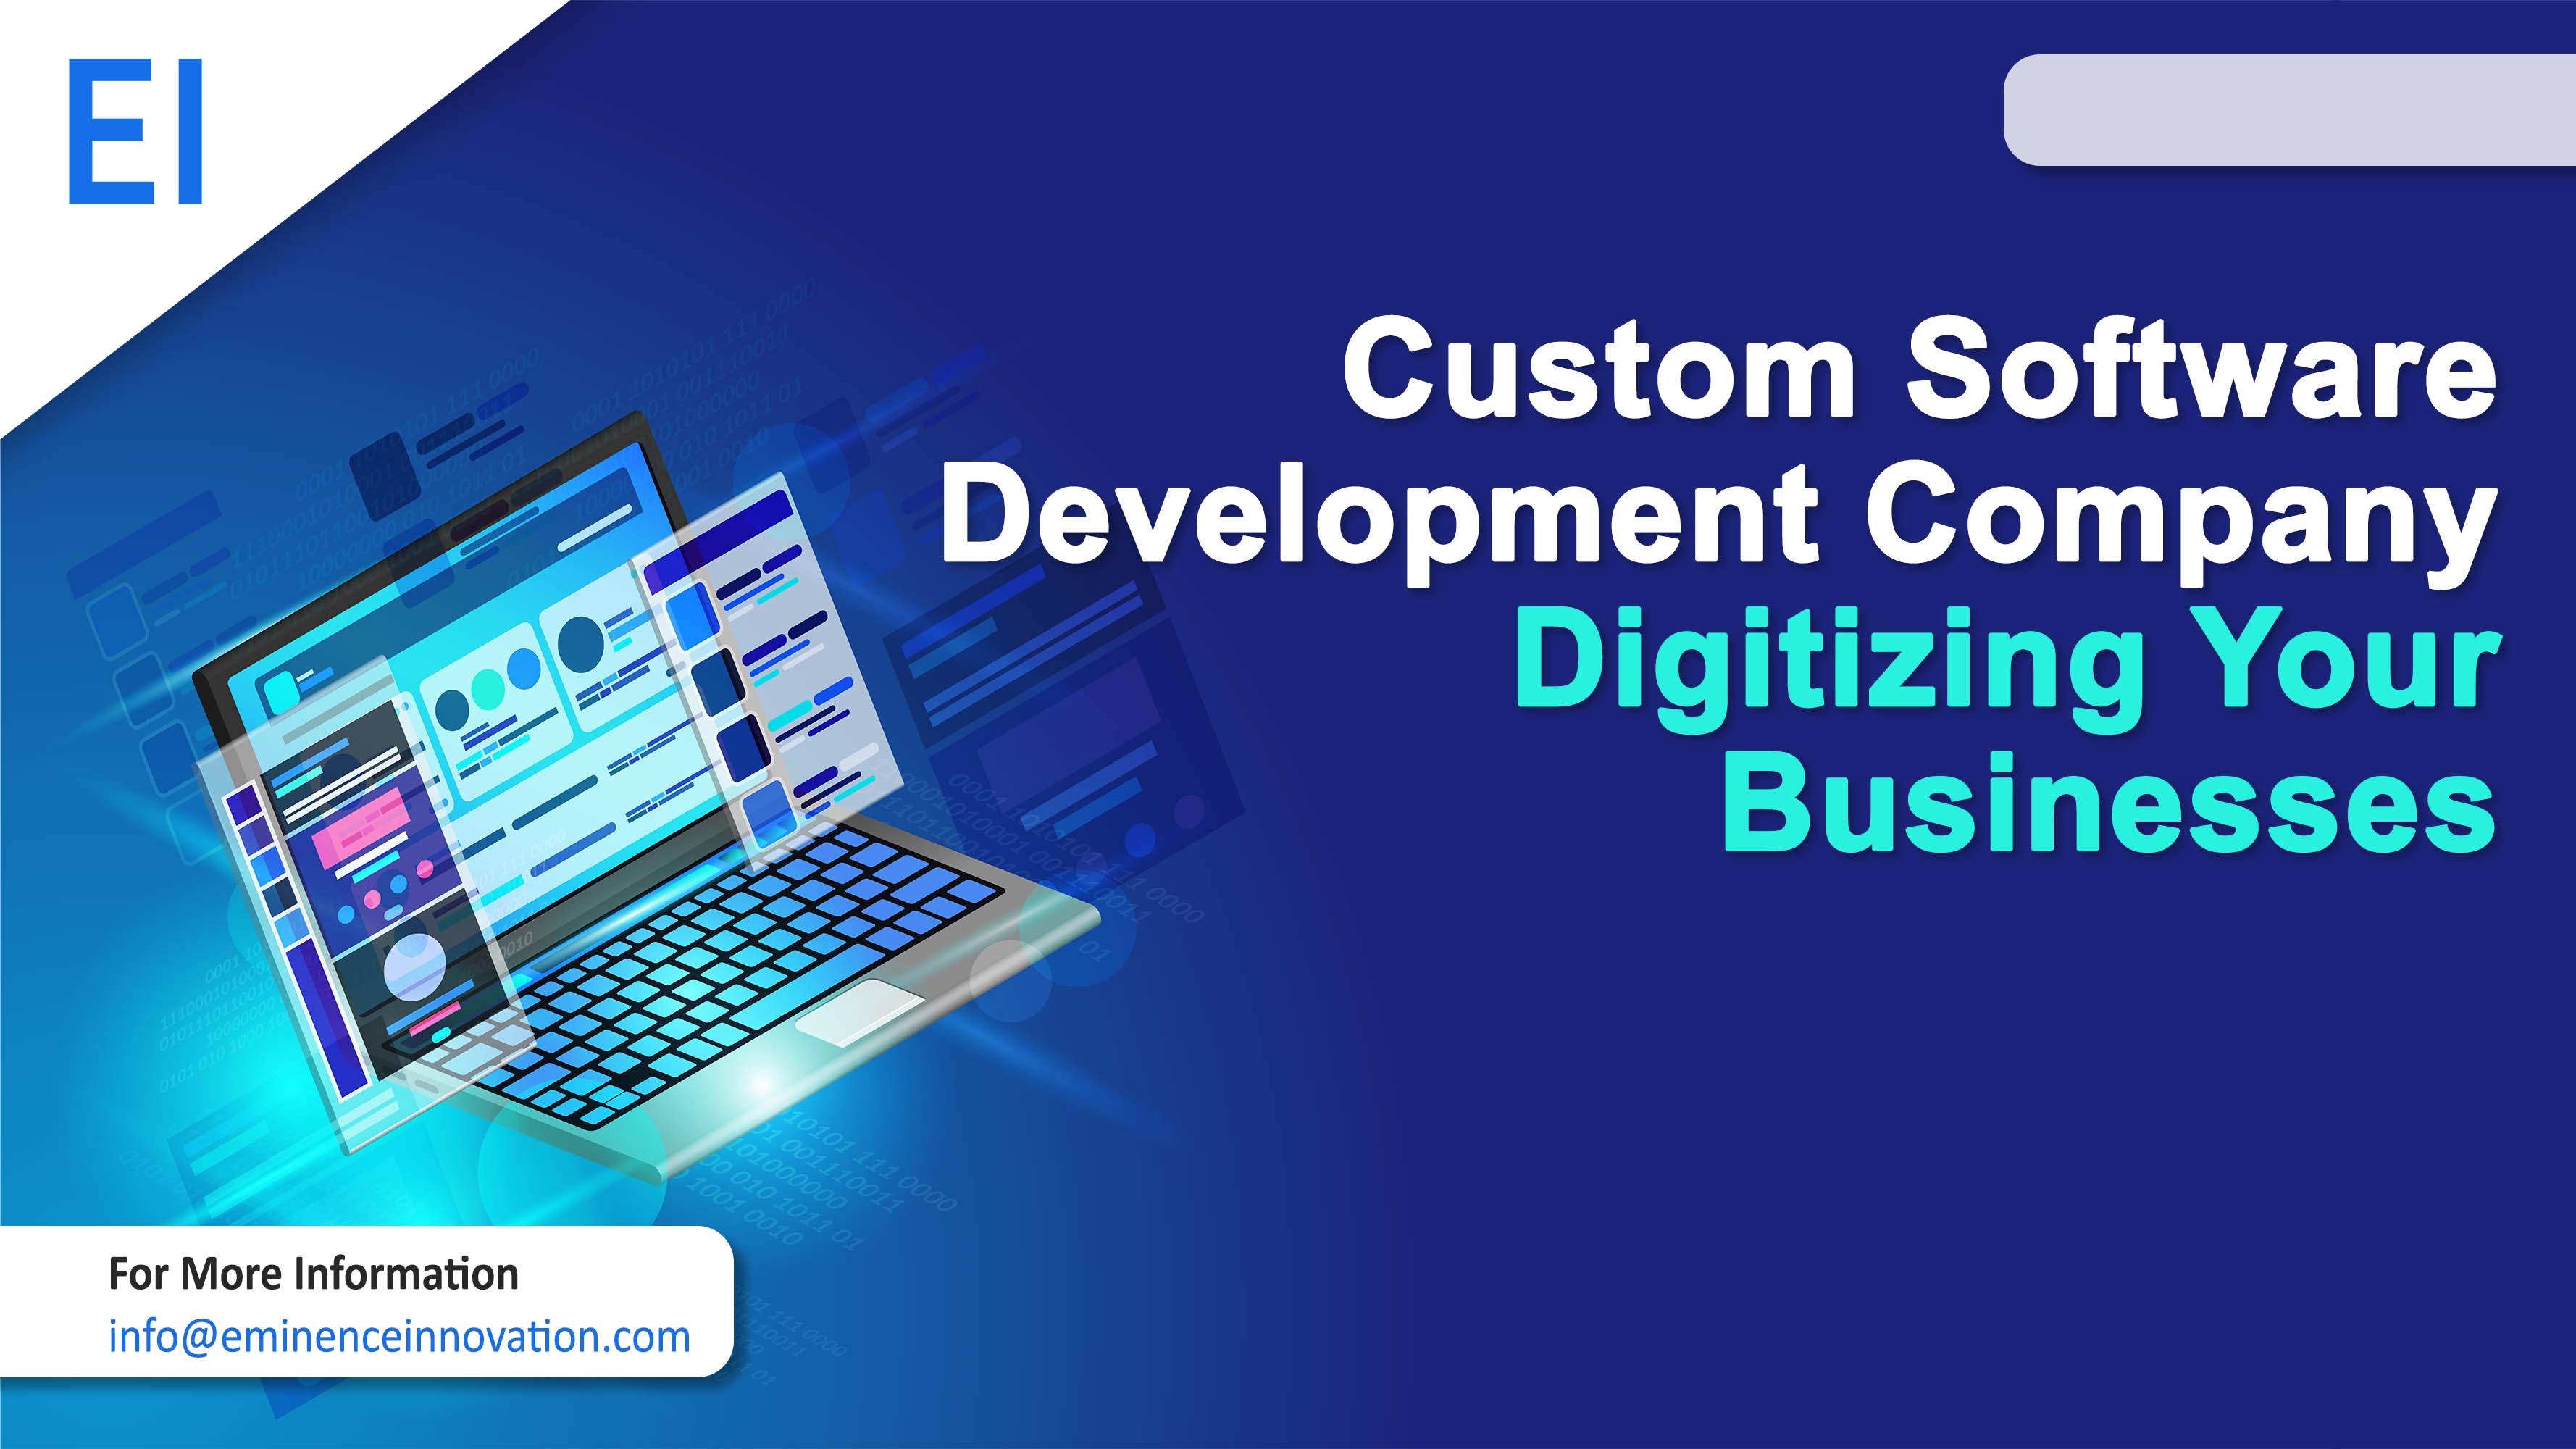 EI
Custom Software
Development Company
Digitizing Your
Businesses
For More Information
info@eminenceinnovation.com